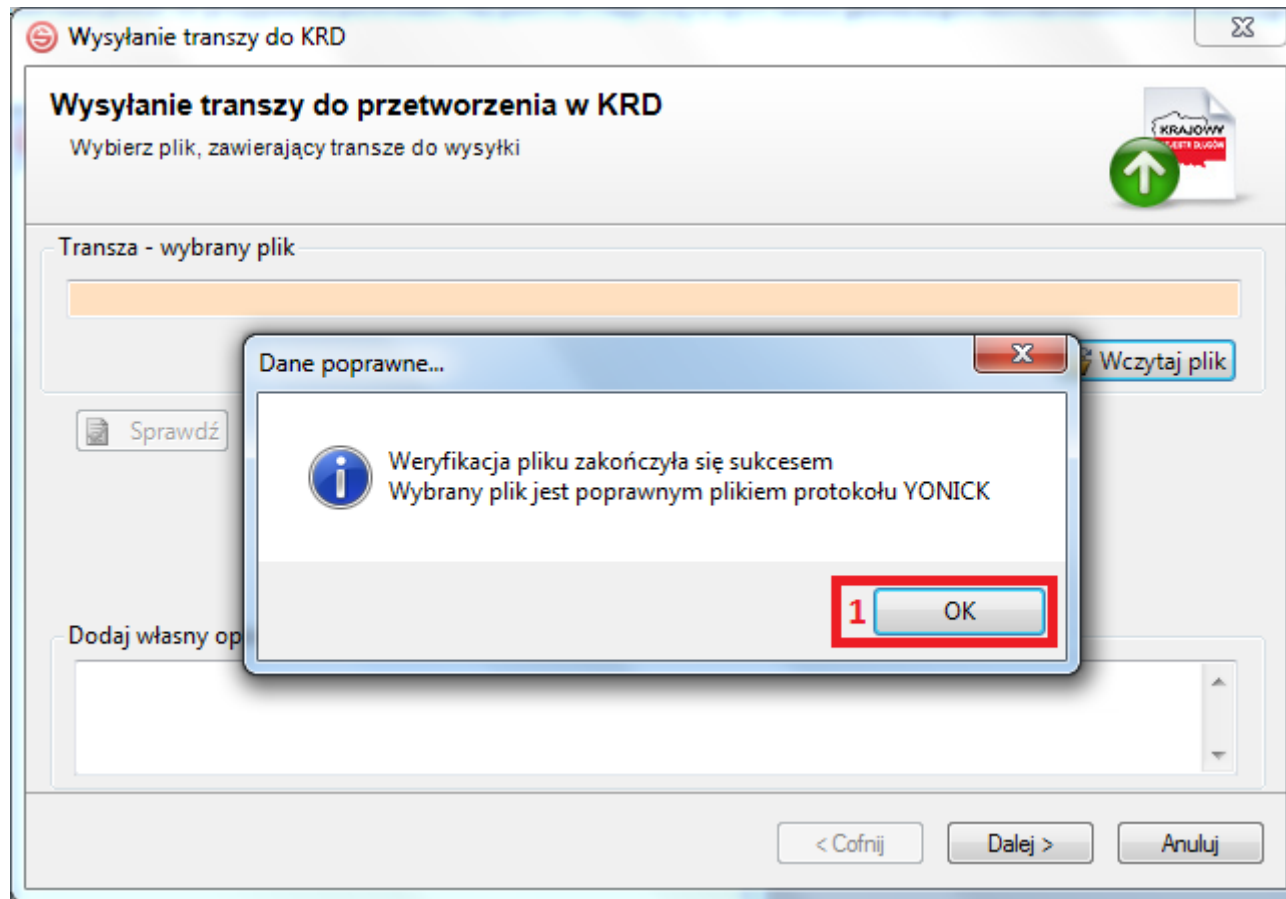 Wysyłanie transzy do KRD
Wysyłanie transzy do przetworzenia w KRD
Wybierz plik, zawierający transze do wysyłki
KRAJOWY
DŁUGÓW
Transza - wybrany plik
Dane poprawne...
Wczytaj plik
Sprawdź
Weryfikacja pliku zakończyła się sukcesem
Wybrany plik jest poprawnym plikiem protokołu YONICK
1 OK
Dodaj własny op
< Cofnij Dalej > Anuluj